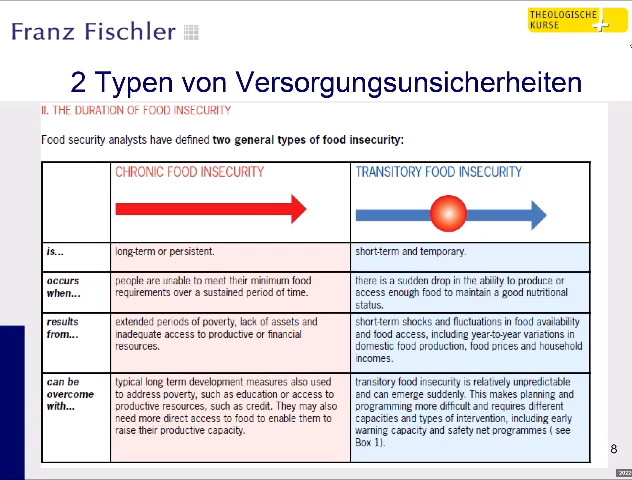 THEOLOGISCHE
KURSE
Franz Fischler
2 Typen von Versorgungsunsicherheiten
II. THE DURATION OF FOOD INSECURITY
Food security analysts have defined two general types of food insecurity:
CHRONIC FOOD INSECURITY
TRANSITORY FOOD INSECURITY
is...
long-term or persistent.
short-term and temporary.
occurs
when...
people are unable to meet their minimum food
requirements over a sustained period of time.
there is a sudden drop in the ability to produce or
access enough food to maintain a good nutritional
status.
results
from...
extended periods of poverty, lack of assets and
inadequate access to productive or financial
resources.
short-term shocks and fluctuations in food availability
and food access, including year-to-year variations in
domestic food production, food prices and household
incomes.
can be
overcome
with...
typical long term development measures also used
to address poverty, such as education or access to
productive resources, such as credit. They may also
need more direct access to food to enable them to
raise their productive capacity.
transitory food insecurity is relatively unpredictable
and can emerge suddenly. This makes planning and
programming more difficult and requires different
capacities and types of intervention, including early
warning capacity and safety net programmes ( see
Box 1).
8